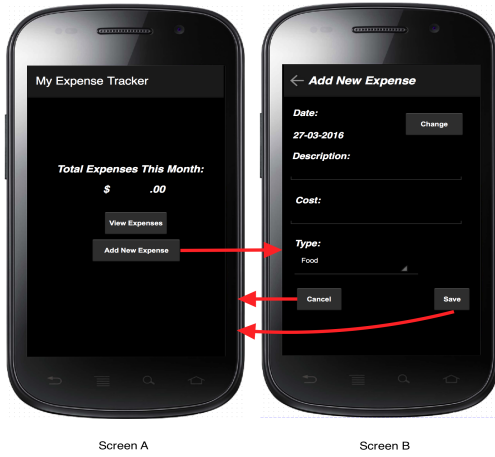 My Expense Tracker
Total Expenses This Month:
$ .00
View Expenses
Add New Expense
Screen A
Add New Expense
Date:
27-03-2016
Change
Description:
Cost:
Type:
Food
Cancel
Save
Screen B